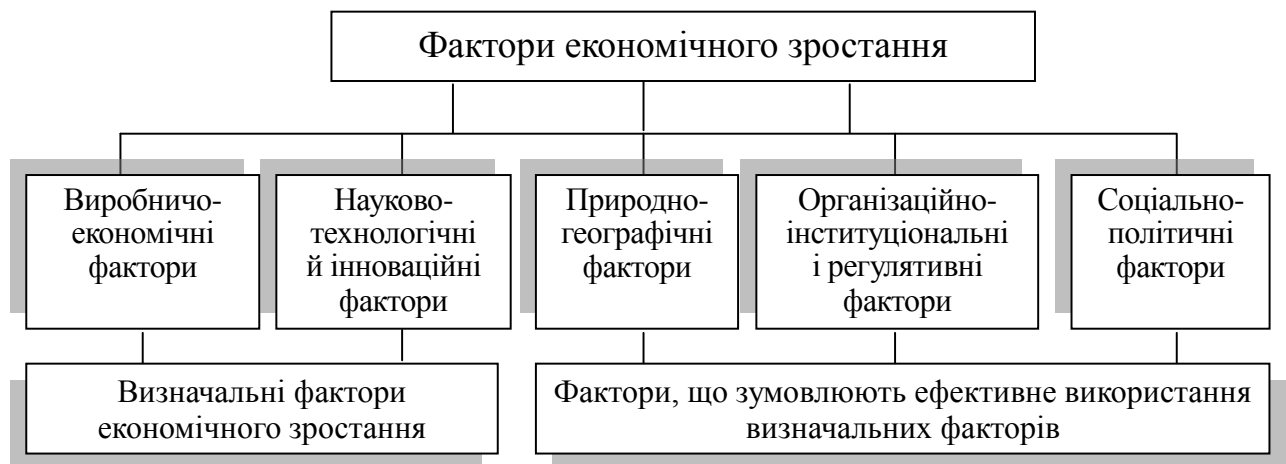 Фактори економічного зростання
Виробничо-
економічні
фактори
Науково-
технологічні
й інноваційні
фактори
Природно-
географічні
фактори
Організаційно-
інституціональні
і регулятивні
фактори
Соціально-
політичні
фактори
Визначальні фактори
економічного зростання
Фактори, що зумовлюють ефективне використання
визначальних факторів